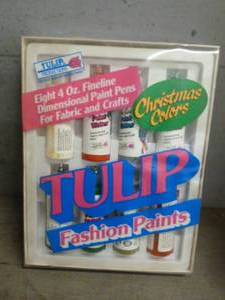 TULIP
Eight 4 Oz. Fineline
Dimensional Paint Pens
For Fabric and Crafts
Christmas
Colors
TULIP
Fashion Paints